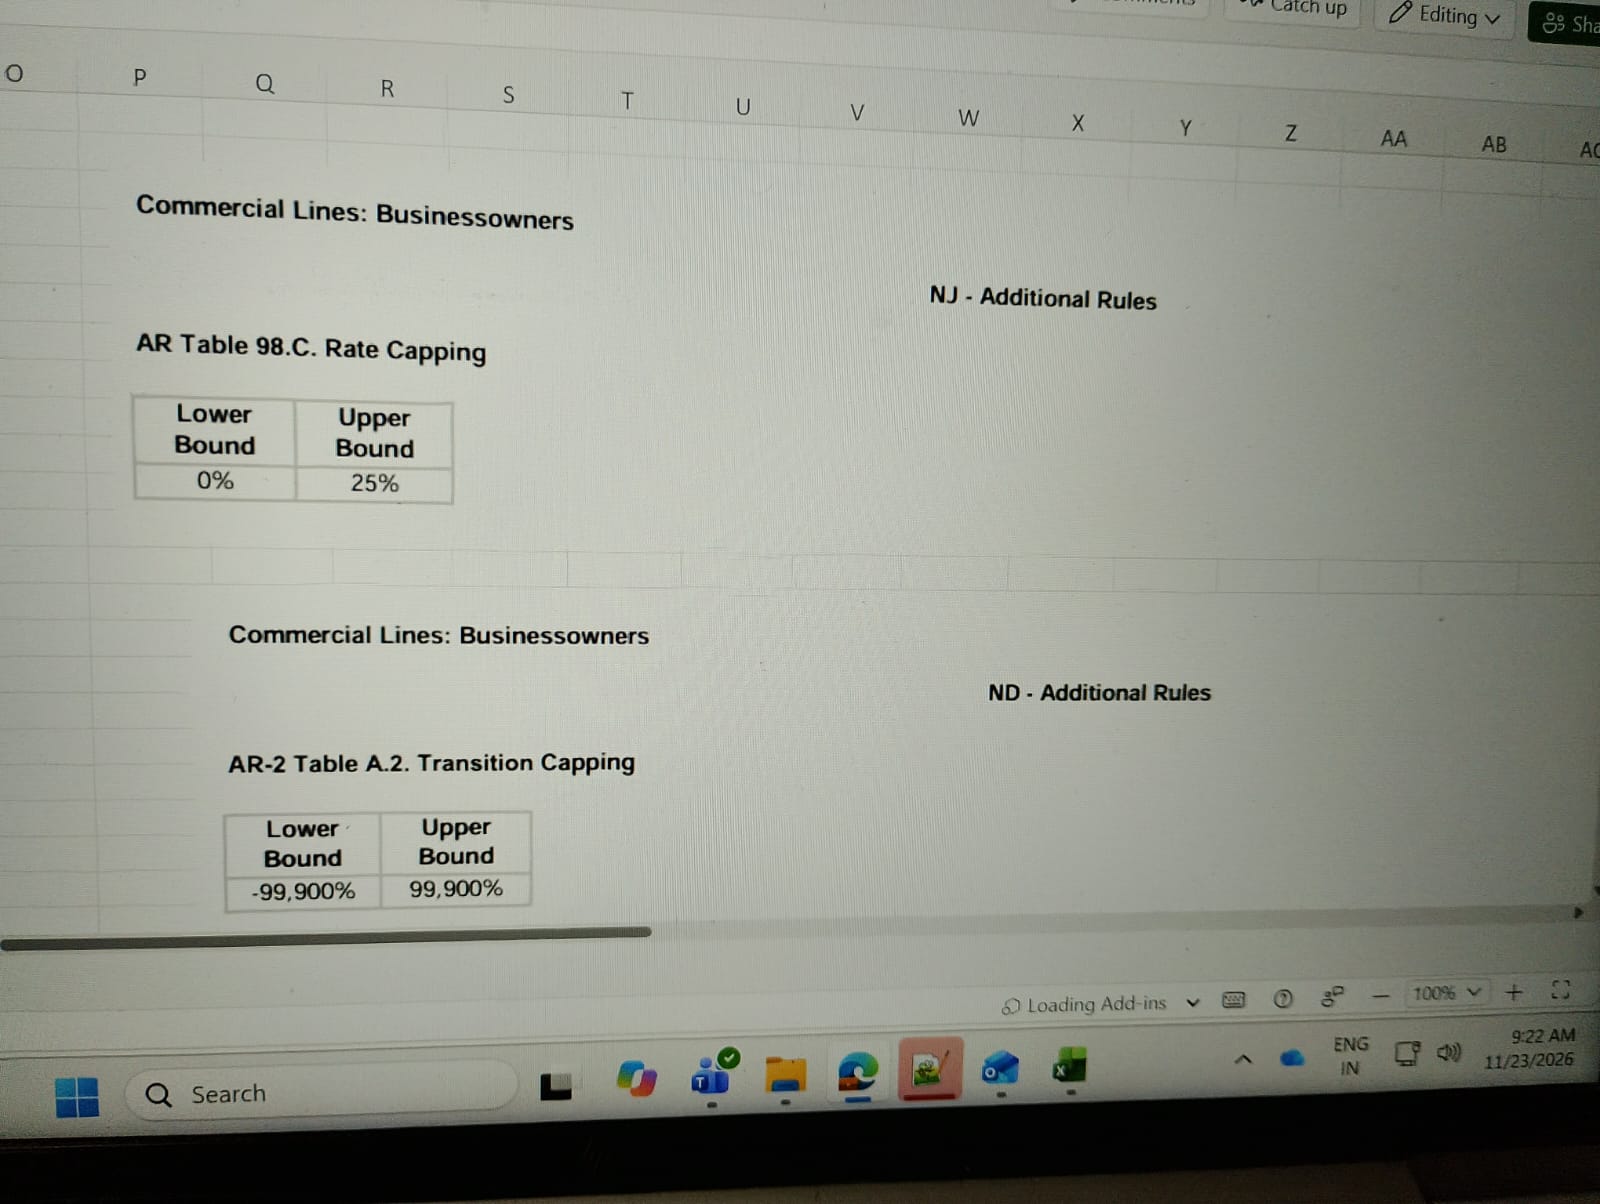 Catch up
Editing
O P Q R S T U V W X Y Z AA AB
Commercial Lines: Businessowners
NJ - Additional Rules
AR Table 98.C. Rate Capping
Lower Bound Upper Bound
0% 25%
Commercial Lines: Businessowners
ND - Additional Rules
AR-2 Table A.2. Transition Capping
Lower Bound Upper Bound
-99,900% 99,900%
Loading Add-ins 100%
Search
ENG
IN
9:22 AM
11/23/2026